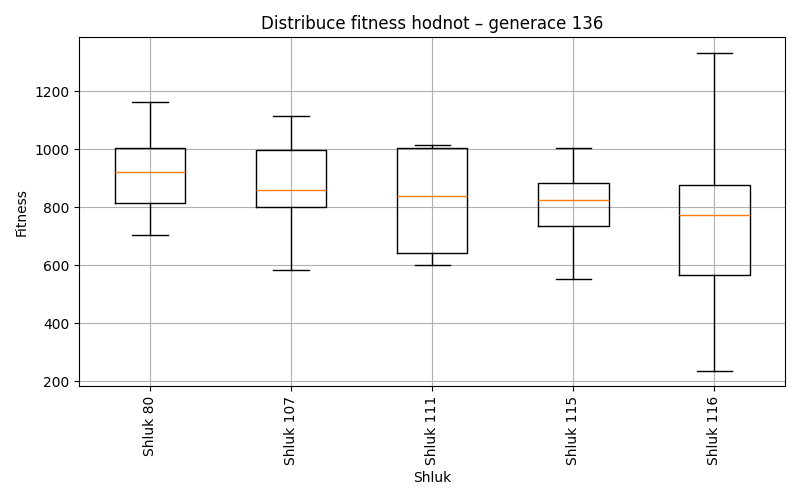 Distribuce fitness hodnot – generace 136
1200
1000
800
600
400
200
Fitness
Shluk 80
Shluk 107
Shluk 111
Shluk 115
Shluk 116
Shluk